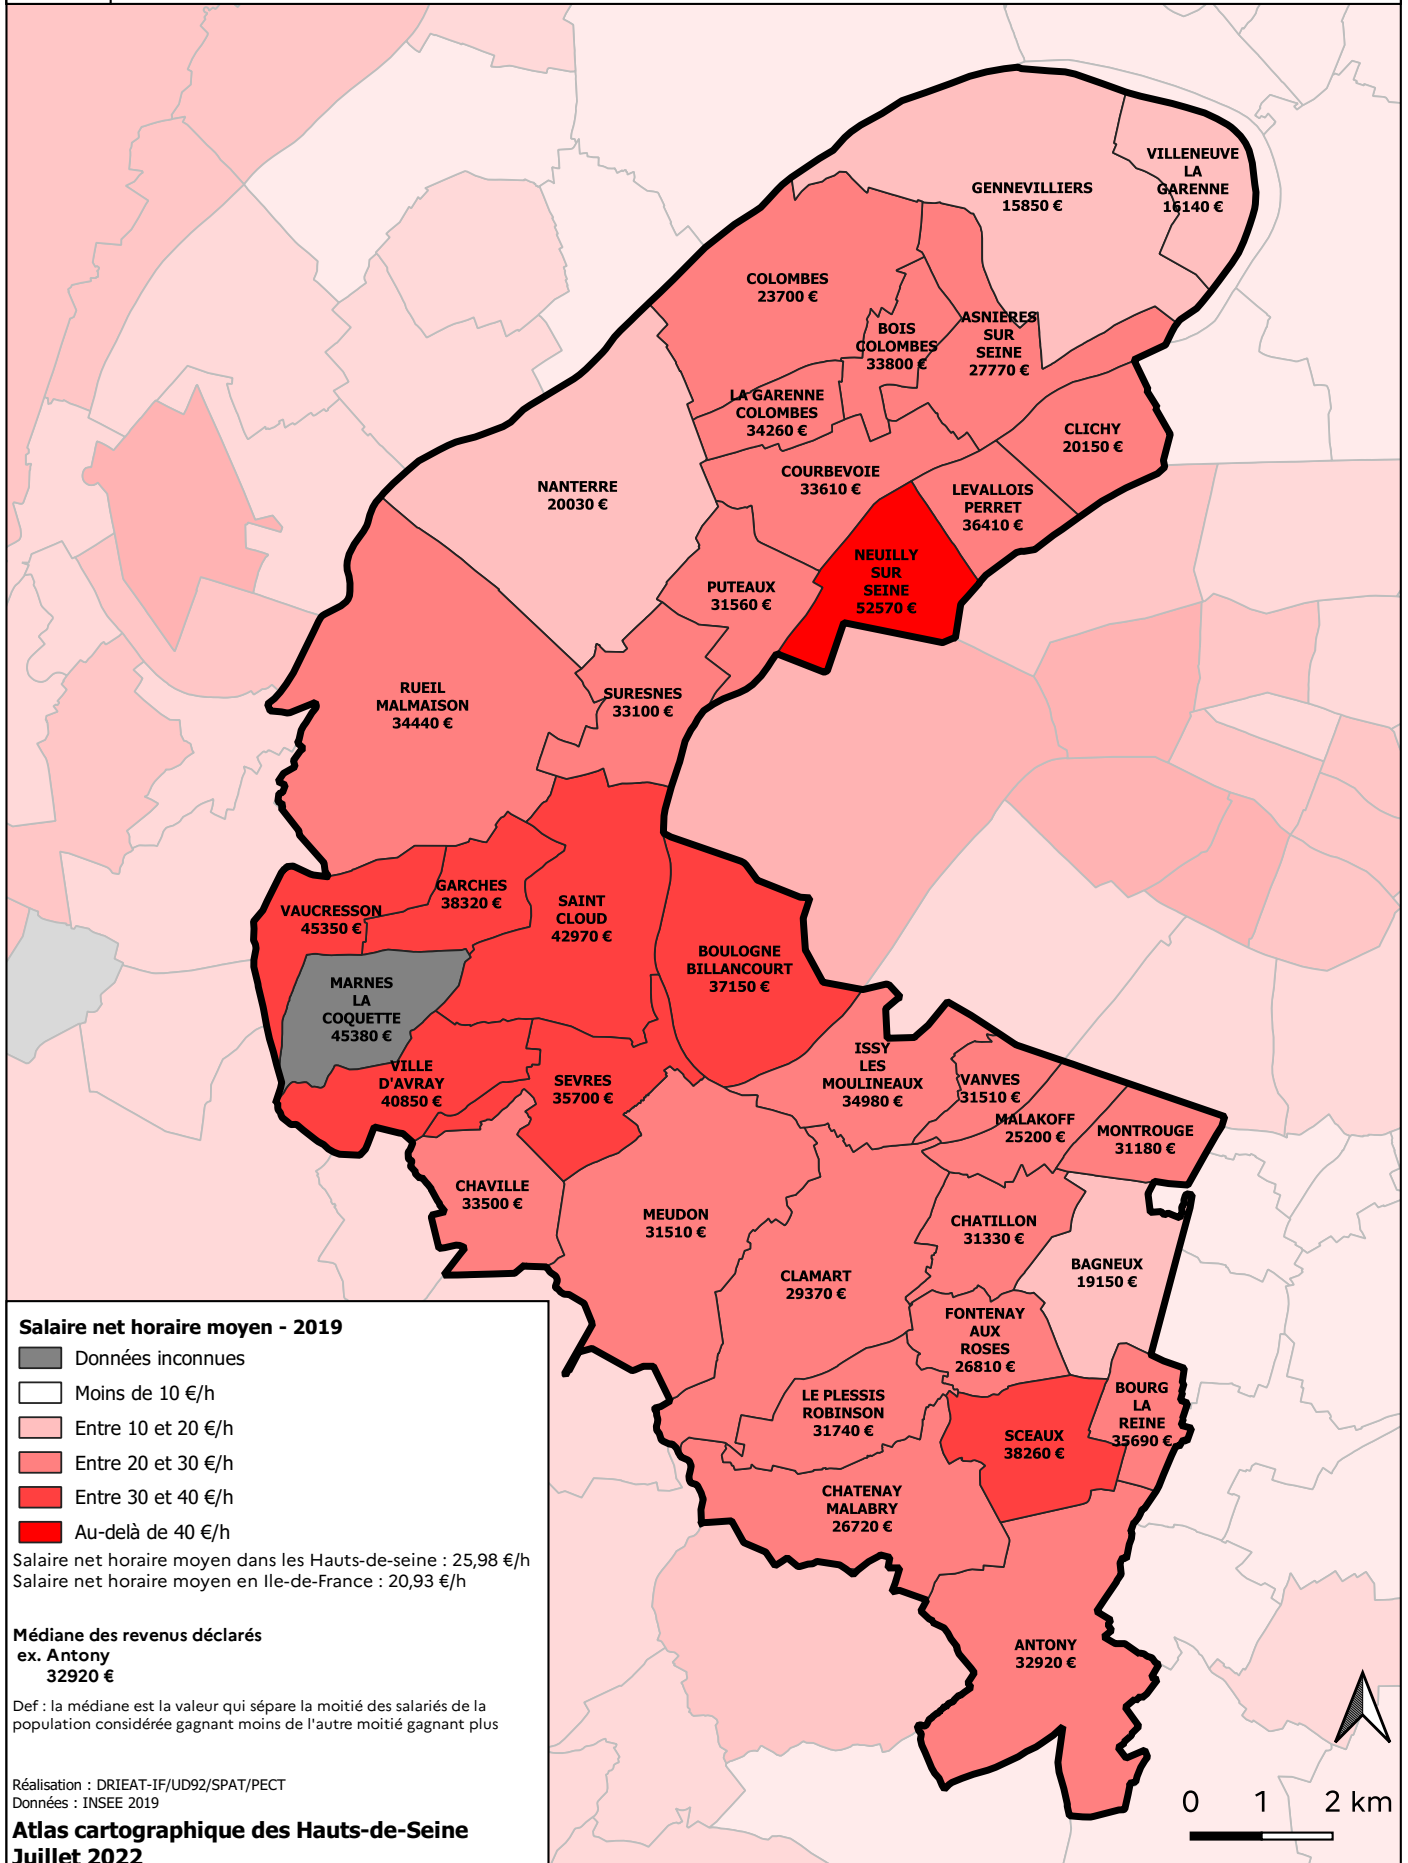 VILLENEUVE
LA
GARENNE
16140 €
GENNEVILLIERS
15850 €
COLOMBES
23700 €
BOIS
COLOMBES
33800 €
ASNIERES
SUR
SEINE
27770 €
LA GARENNE
COLOMBES
34260 €
CLICHY
20150 €
COURBEVOIE
33610 €
NANTERRE
20030 €
LEVALLOIS
PERRET
36410 €
NEUILLY
SUR
SEINE
52570 €
PUTEAUX
31560 €
RUEIL
MALMAISON
34440 €
SURESNES
33100 €
GARCHES
38320 €
VAUCRESSON
45350 €
SAINT
CLOUD
42970 €
BOULOGNE
BILLANCOURT
37150 €
MARNES
LA
COQUETTE
45380 €
VILLE
D'AVRAY
40850 €
SEVRES
35700 €
ISSY
LES
MOULINEAUX
34980 €
VANVES
31510 €
MALAKOFF
25200 €
MONTROUGE
31180 €
CHAVILLE
33500 €
MEUDON
31510 €
CHATILLON
31330 €
BAGNEUX
19150 €
CLAMART
29370 €
FONTENAY
AUX
ROSES
26810 €
LE PLESSIS
ROBINSON
31740 €
BOURG
LA
REINE
35690 €
SCEAUX
38260 €
CHATENAY
MALABRY
26720 €
ANTONY
32920 €
Salaire net horaire moyen - 2019
Données inconnues
Moins de 10 €/h
Entre 10 et 20 €/h
Entre 20 et 30 €/h
Entre 30 et 40 €/h
Au-delà de 40 €/h
Salaire net horaire moyen dans les Hauts-de-seine : 25,98 €/h
Salaire net horaire moyen en Ile-de-France : 20,93 €/h
Médiane des revenus déclarés
ex. Antony
32920 €
Def : la médiane est la valeur qui sépare la moitié des salariés de la
population considérée gagnant moins de l'autre moitié gagnant plus
Réalisation : DRIEAT-IF/UD92/SPAT/PECT
Données : INSEE 2019
Atlas cartographique des Hauts-de-Seine
Juillet 2022
0 1 2 km